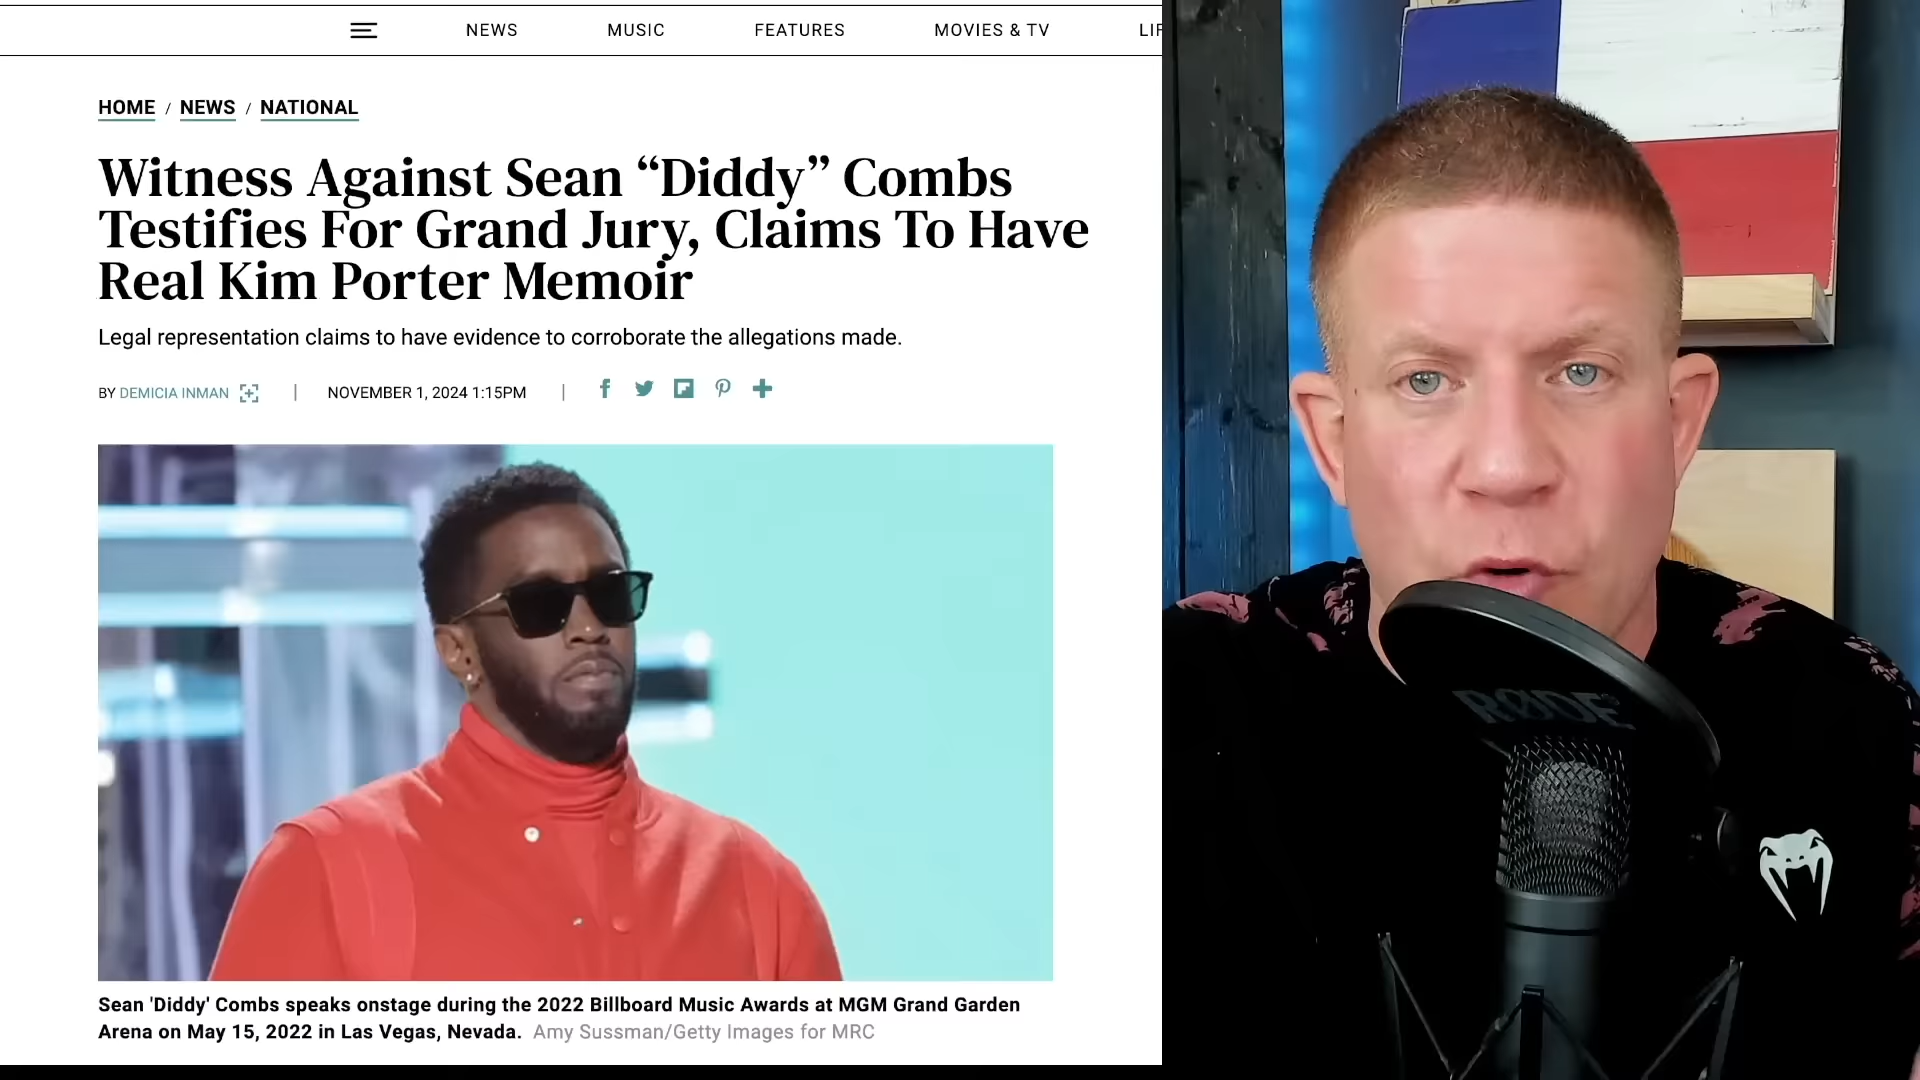 NEWS MUSIC FEATURES MOVIES & TV LIF
HOME / NEWS / NATIONAL
Witness Against Sean “Diddy” Combs
Testifies For Grand Jury, Claims To Have
Real Kim Porter Memoir
Legal representation claims to have evidence to corroborate the allegations made.
BY DEMICIA INMAN | NOVEMBER 1, 2024 1:15PM |
Sean 'Diddy' Combs speaks onstage during the 2022 Billboard Music Awards at MGM Grand Garden
Arena on May 15, 2022 in Las Vegas, Nevada. Amy Sussman/Getty Images for MRC
RØDE